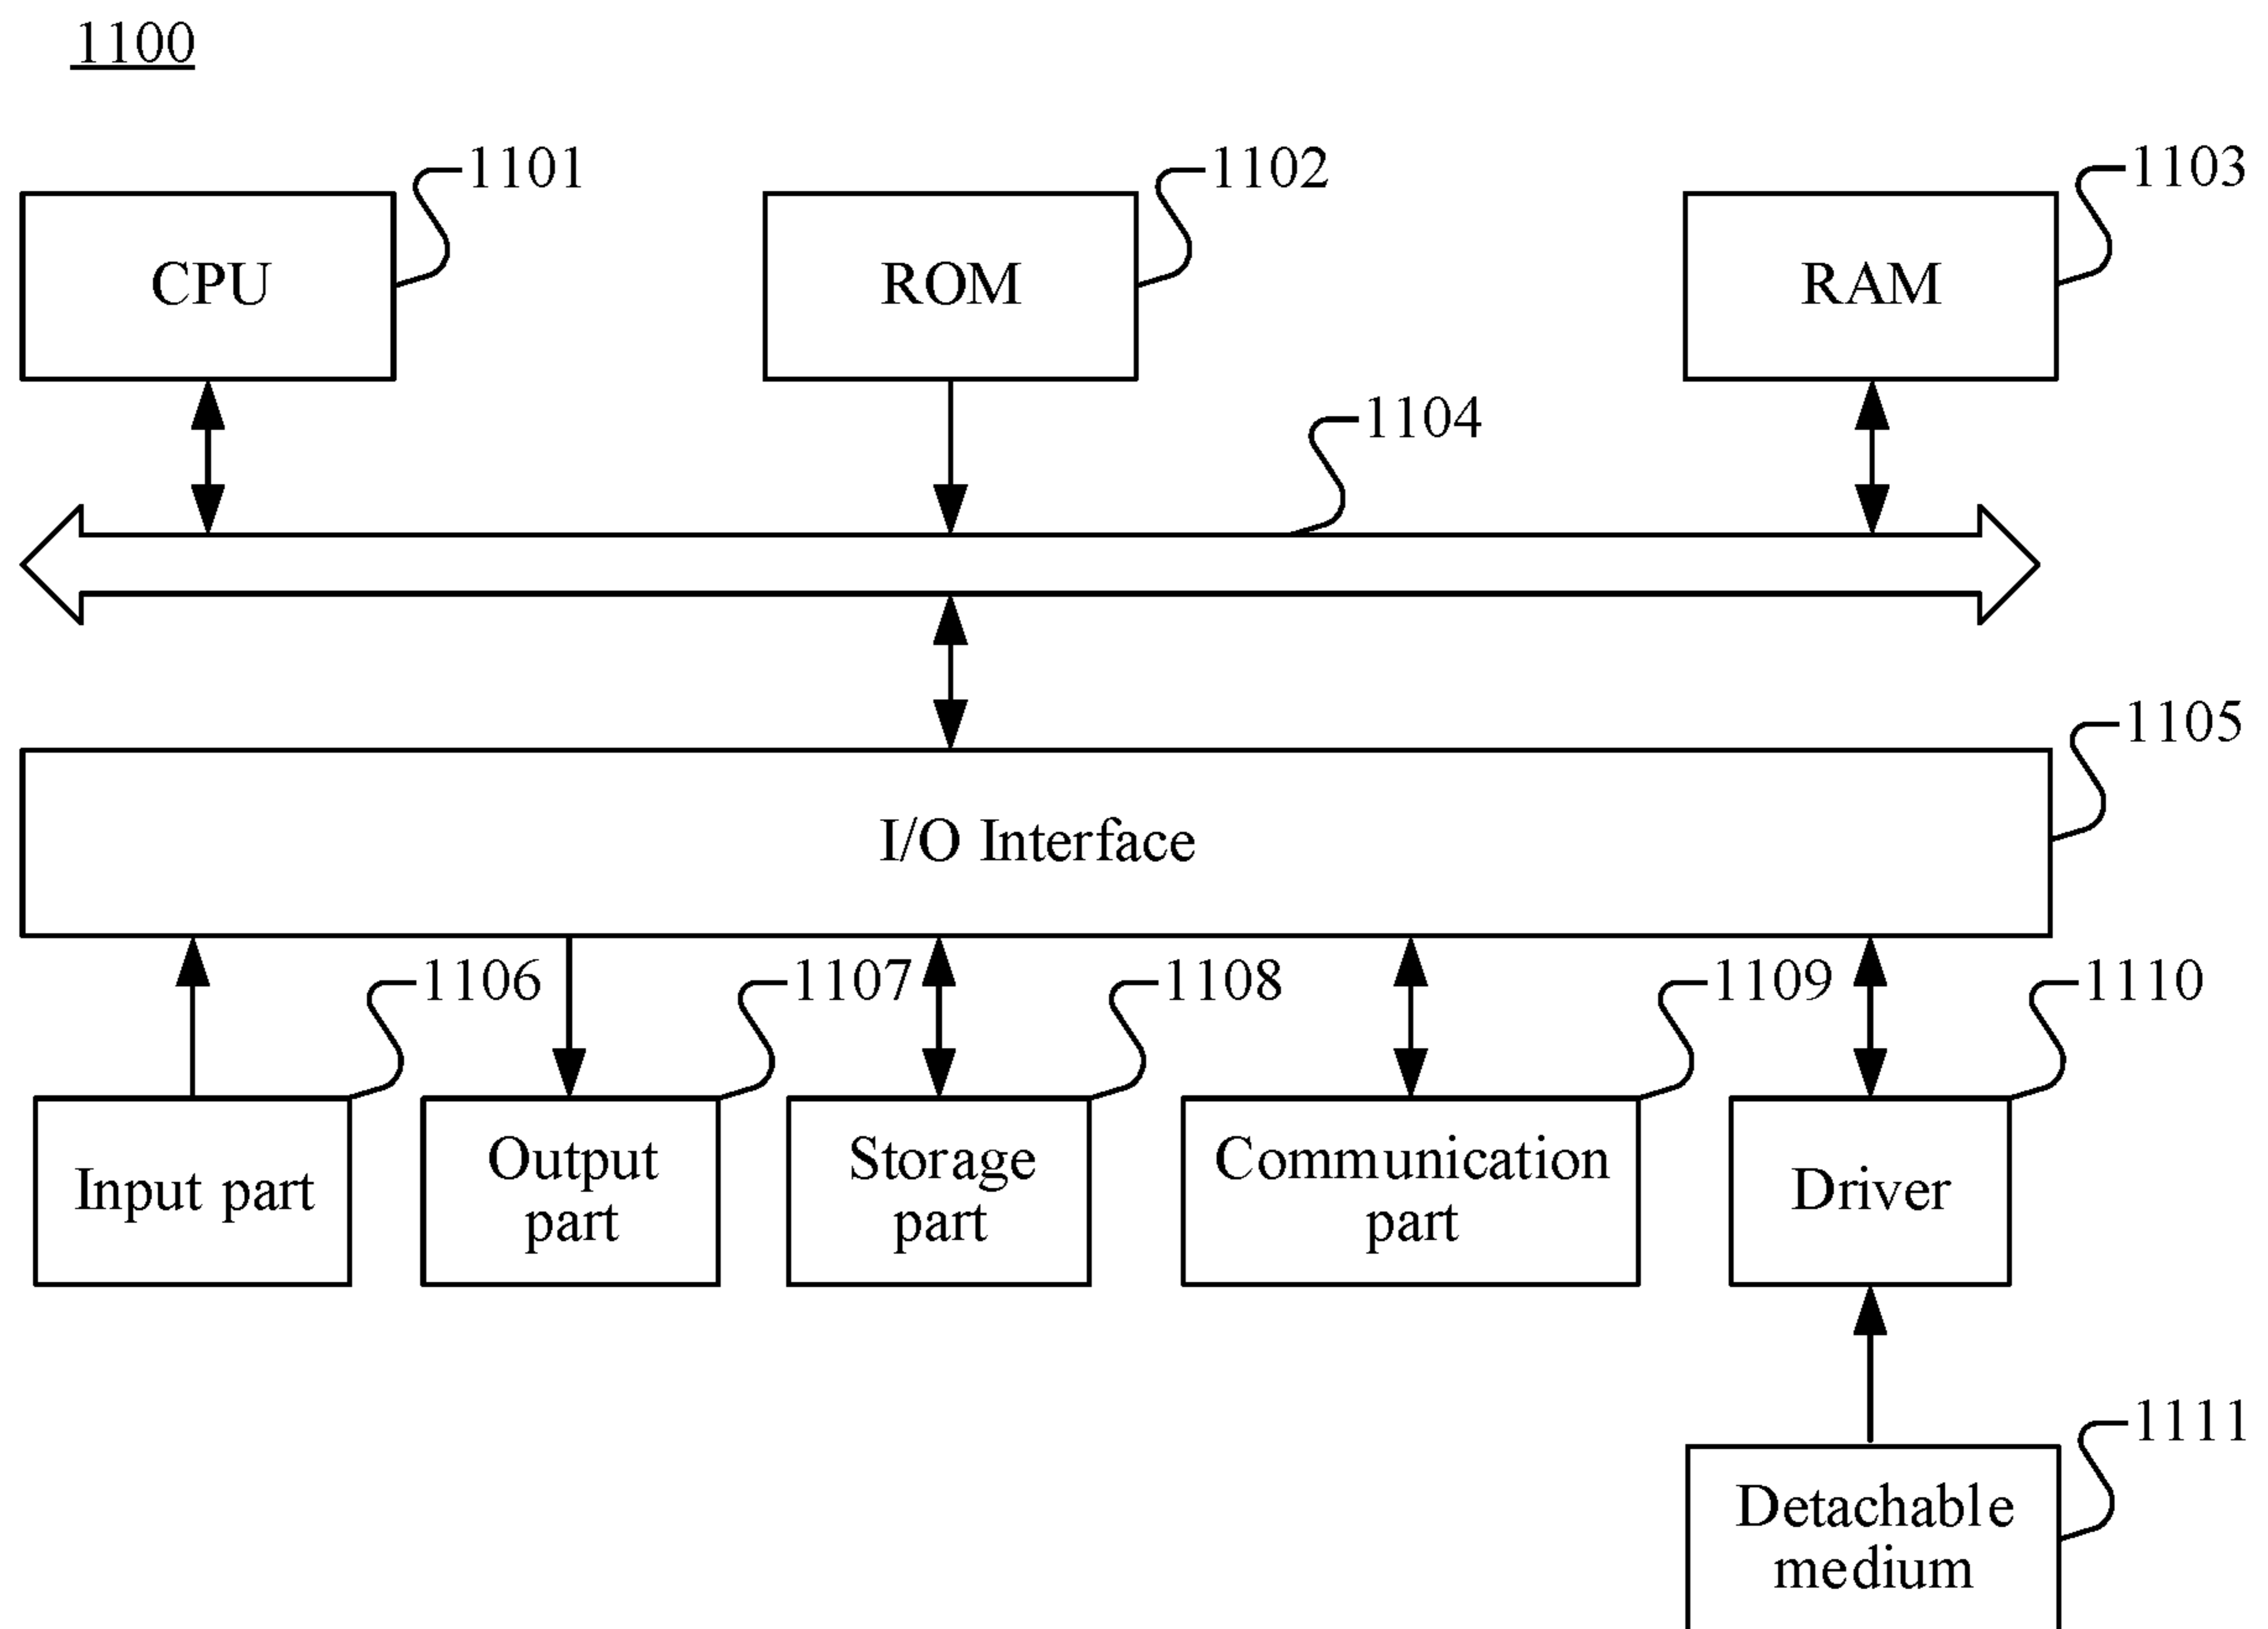 1100
1101
1102
1103
CPU
ROM
RAM
1104
1105
I/O Interface
1106
1107
1108
1109
1110
Input part
Output
part
Storage
part
Communication
part
Driver
1111
Detachable
medium